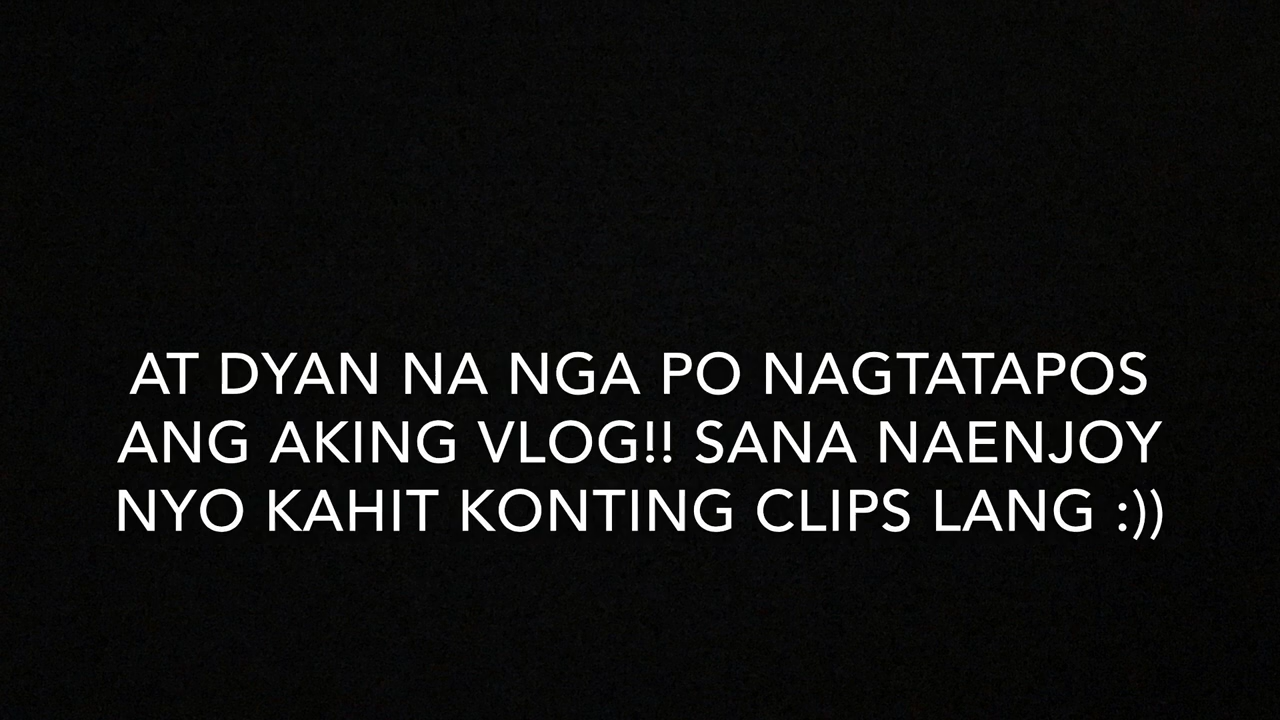 AT DYAN NA NGA PO NAGTATAPOS
ANG AKING VLOG!! SANA NAENJOY
NYO KAHIT KONTING CLIPS LANG :))